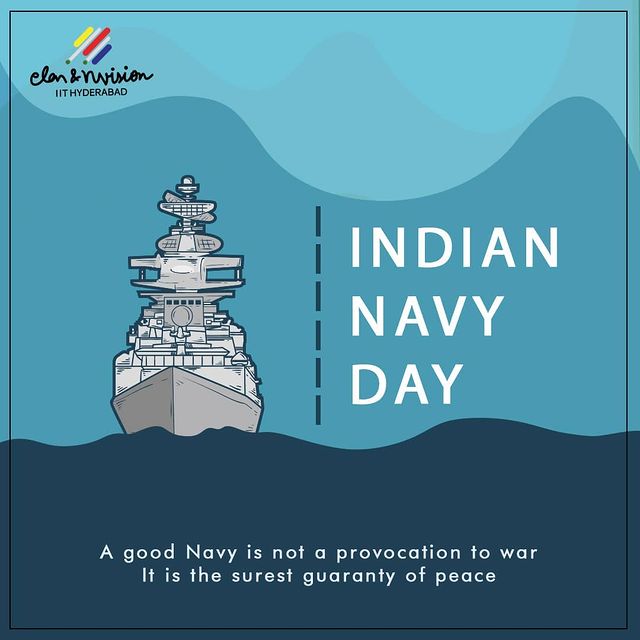 elan & nvision
IIT HYDERABAD
INDIAN
NAVY
DAY
A good Navy is not a provocation to war
It is the surest guaranty of peace